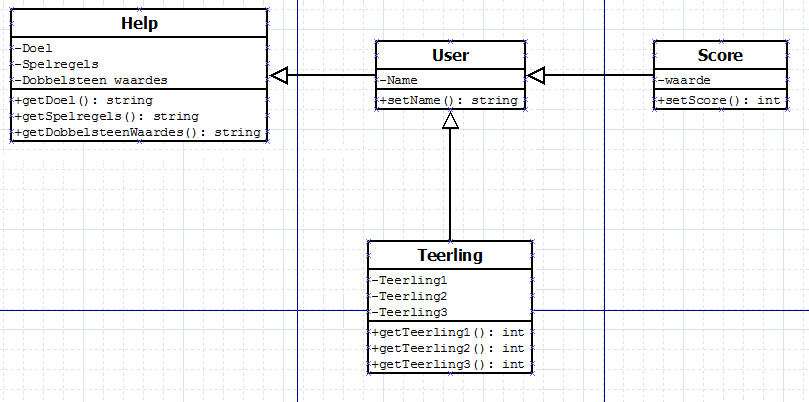 Help
-Doel
-Spelregels
-Dobbelsteen waardes
+getDoel(): string
+getSpelregels(): string
+getDobbelsteenWaardes(): string
User
-Name
+setName(): string
Score
-waarde
+setScore(): int
Teerling
-Teerling1
-Teerling2
-Teerling3
+getTeerling1(): int
+getTeerling2(): int
+getTeerling3(): int